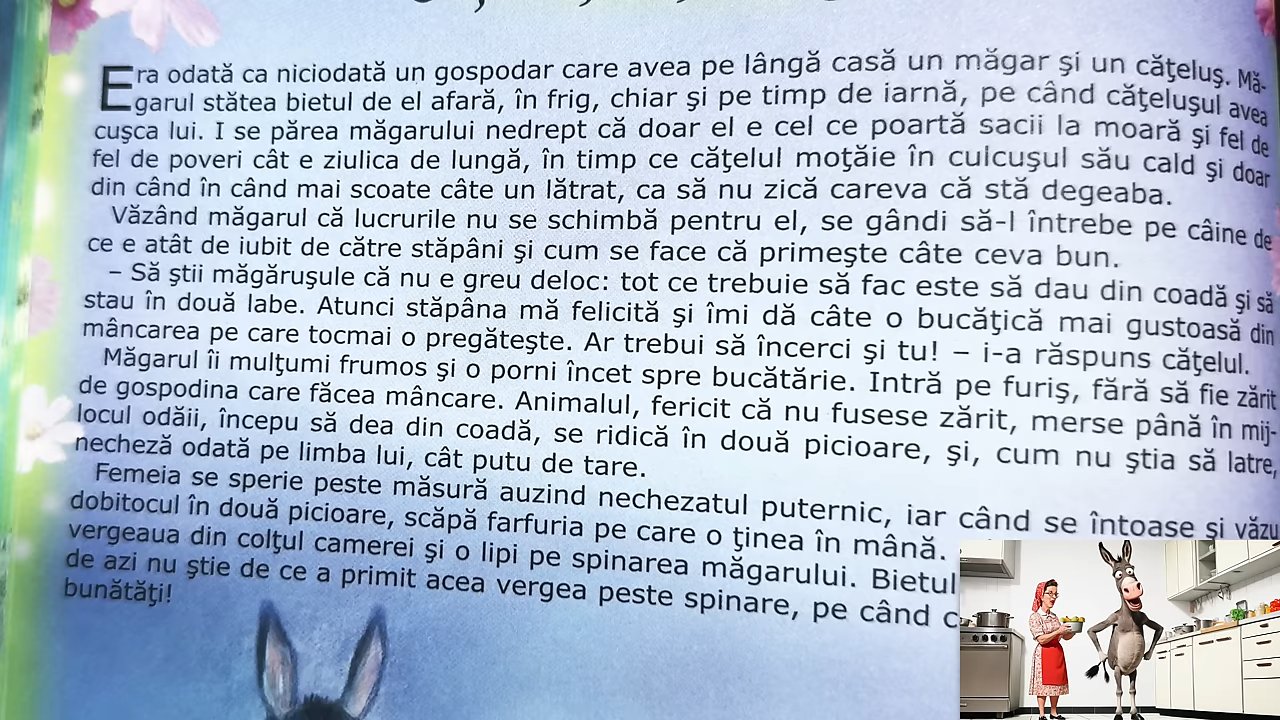 Era odată ca niciodată un gospodar care avea pe lângă casă un măgar şi un căţeluş. Mă-
garul stătea bietul de el afară, în frig, chiar şi pe timp de iarnă, pe când căţeluşul avea
cuşca lui. I se părea măgarului nedrept că doar el e cel ce poartă sacii la moară şi fel de
fel de poveri cât e ziulica de lungă, în timp ce căţelul moţăie în culcuşul său cald şi doar
din când în când mai scoate câte un lătrat, ca să nu zică careva că stă degeaba.
Văzând măgarul că lucrurile nu se schimbă pentru el, se gândi să-l întrebe pe câine de
ce e atât de iubit de către stăpâni şi cum se face că primeşte câte ceva bun.
– Să ştii măgăruşule că nu e greu deloc: tot ce trebuie să fac este să dau din coadă şi să
stau în două labe. Atunci stăpâna mă felicită şi îmi dă câte o bucăţică mai gustoasă din
mâncarea pe care tocmai o pregăteşte. Ar trebui să încerci şi tu! – i-a răspuns căţelul.
Măgarul îi mulţumi frumos şi o porni încet spre bucătărie. Intră pe furiş, fără să fie zărit
de gospodina care făcea mâncare. Animalul, fericit că nu fusese zărit, merse până în mij-
locul odăii, începu să dea din coadă, se ridică în două picioare, şi, cum nu ştia să latre,
necheză odată pe limba lui, cât putu de tare.
Femeia se sperie peste măsură auzind nechezatul puternic, iar când se întoase şi văzu
dobitocul în două picioare, scăpă farfuria pe care o ţinea în mână.
vergeaua din colţul camerei şi o lipi pe spinarea măgarului. Bietul
de azi nu ştie de ce a primit acea vergea peste spinare, pe când
bunătăţi!